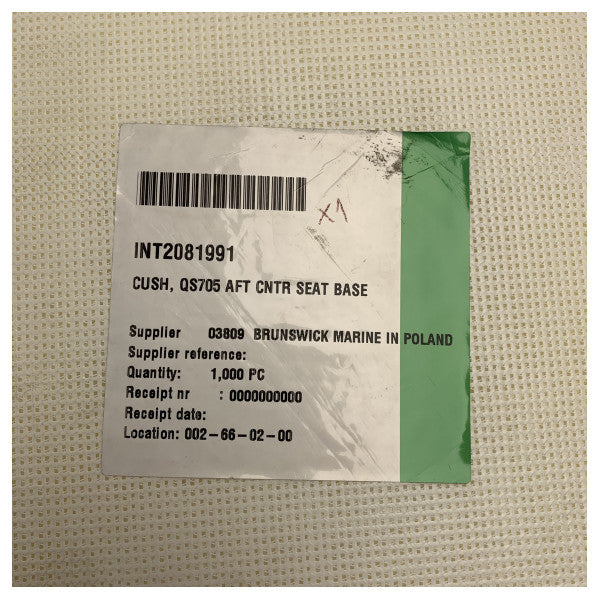 X1
INT2081991
CUSH, QS705 AFT CNTR SEAT BASE
Supplier 03809 BRUNSWICK MARINE IN POLAND
Supplier reference:
Quantity: 1,000 PC
Receipt nr : 0000000000
Receipt date:
Location: 002-66-02-00